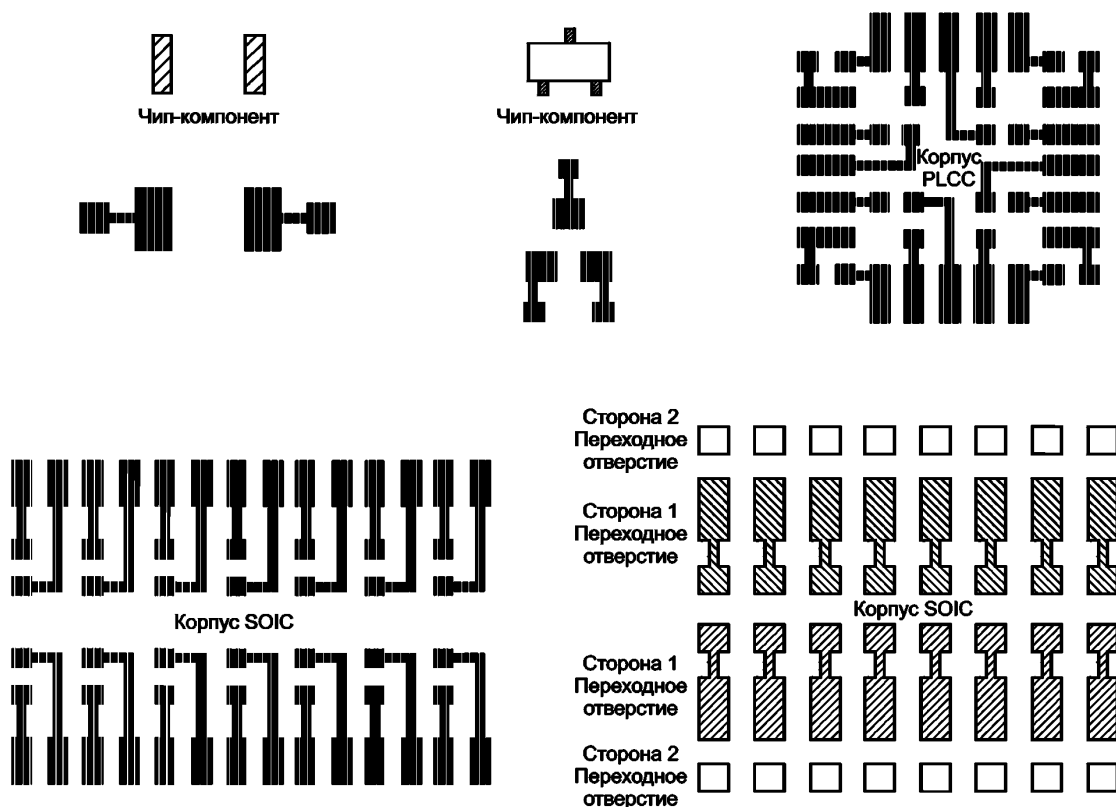 Чип-компонент
Чип-компонент
Корпус
PLCC
Сторона 2
Переходное
отверстие
Сторона 1
Переходное
отверстие
Корпус SOIC
Корпус SOIC
Сторона 1
Переходное
отверстие
Сторона 2
Переходное
отверстие